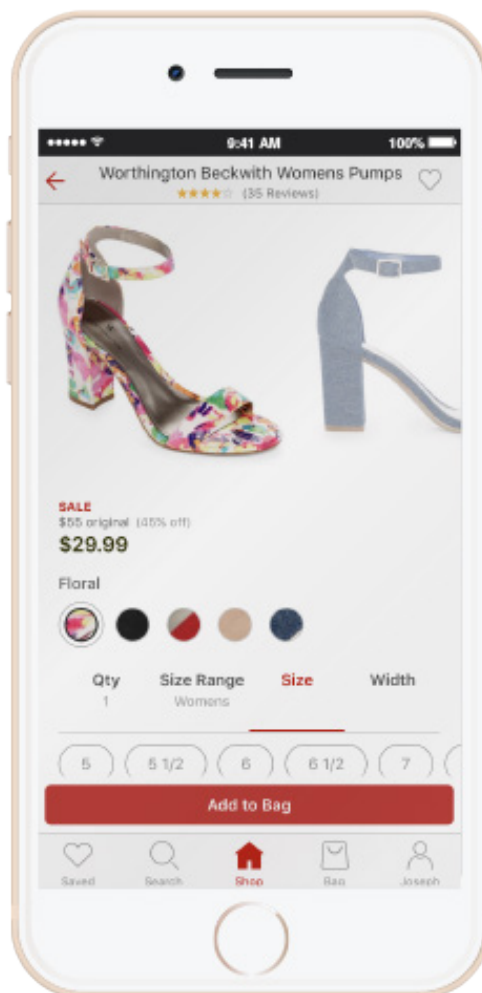 9:41 AM
100%
Worthington Beckwith Womens Pumps
(35 Reviews)
SALE
$55 original (45% off)
$29.99
Floral
Qty Size Range Size Width
1 Womens
5 5 1/2 6 6 1/2 7
Add to Bag
Saved Search Shop Bag Joseph